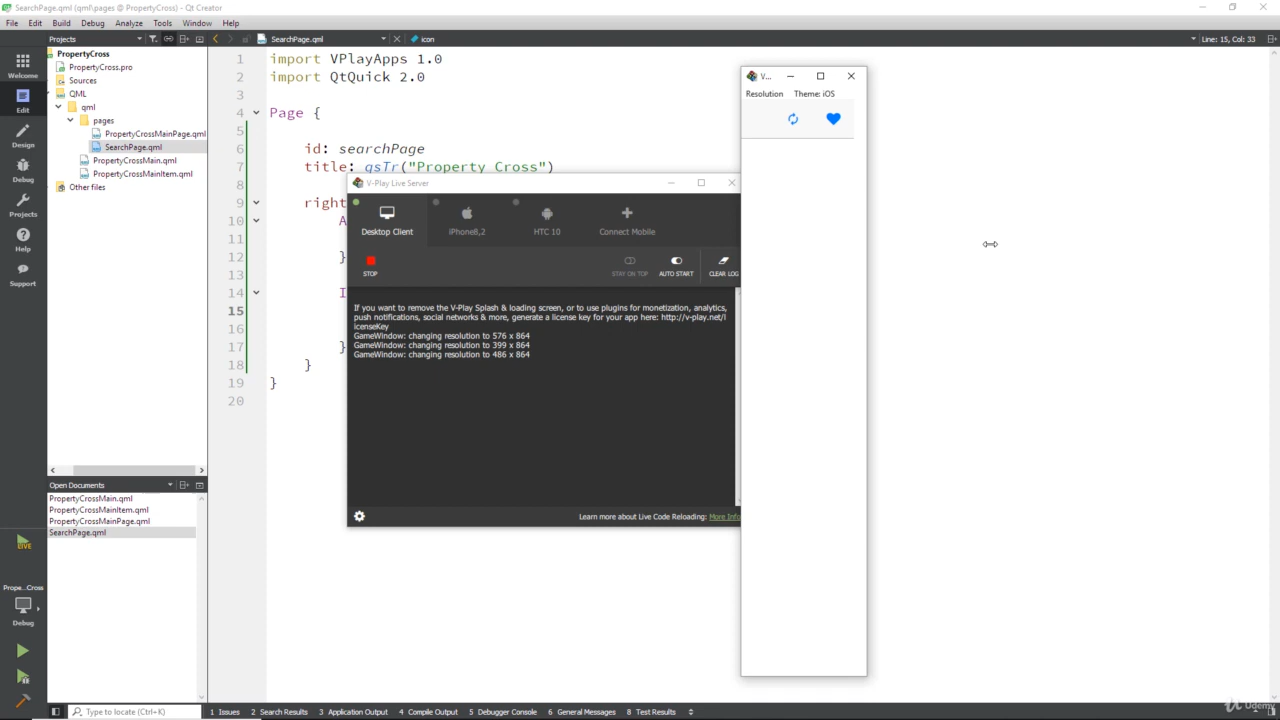 SearchPage.qml (qml\pages @ PropertyCross) - Qt Creator
File Edit Build Debug Analyze Tools Window Help
Projects
SearchPage.qml
icon
Line: 15, Col: 33
Welcome
Edit
Design
Debug
Projects
Help
Support
LIVE
Prope...Cross
Debug
PropertyCross
PropertyCross.pro
Sources
QML
qml
pages
PropertyCrossMainPage.qml
SearchPage.qml
PropertyCrossMain.qml
PropertyCrossMainItem.qml
Other files
Open Documents
PropertyCrossMain.qml
PropertyCrossMainItem.qml
PropertyCrossMainPage.qml
SearchPage.qml
1 import VPlayApps 1.0
2 import QtQuick 2.0
3
4 Page {
5
6 id: searchPage
7 title: qsTr("Property Cross")
8
9 right
10 A
11
12 }
13
14 I
15
16
17 }
18 }
19 }
20
V-Play Live Server
Desktop Client
iPhone8,2
HTC 10
Connect Mobile
STOP
STAY ON TOP
AUTO START
CLEAR LOG
If you want to remove the V-Play Splash & loading screen, or to use plugins for monetization, analytics,
push notifications, social networks & more, generate a license key for your app here: http://v-play.net/l
icenseKey
GameWindow: changing resolution to 576 x 864
GameWindow: changing resolution to 399 x 864
GameWindow: changing resolution to 486 x 864
Learn more about Live Code Reloading: More Info
V...
Resolution Theme: iOS
Type to locate (Ctrl+K)
1 Issues 2 Search Results 3 Application Output 4 Compile Output 5 Debugger Console 6 General Messages 8 Test Results
Udemy